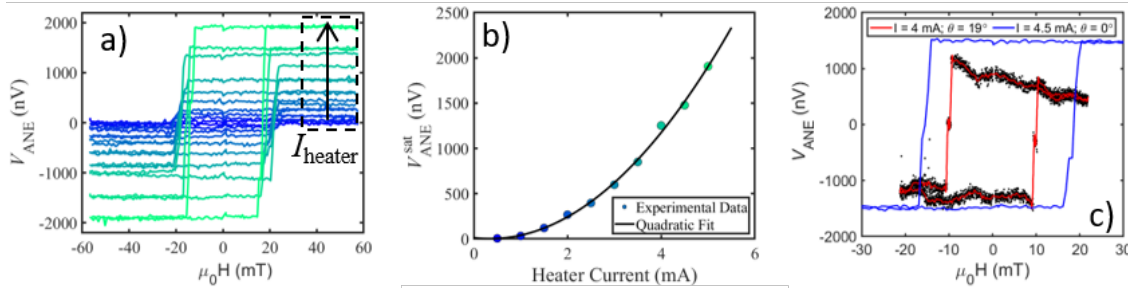 a)
2000
1000
0
-1000
-2000
V_ANE (nV)
-60 -40 -20 0 20 40 60
μ₀H (mT)
I_heater
b)
2500
2000
1500
1000
500
0
V_ANE^sat (nV)
0 2 4 6
Heater Current (mA)
Experimental Data
Quadratic Fit
I = 4 mA; θ = 19° I = 4.5 mA; θ = 0°
2000
1000
0
-1000
-2000
V_ANE (nV)
c)
-30 -20 -10 0 10 20 30
μ₀H (mT)